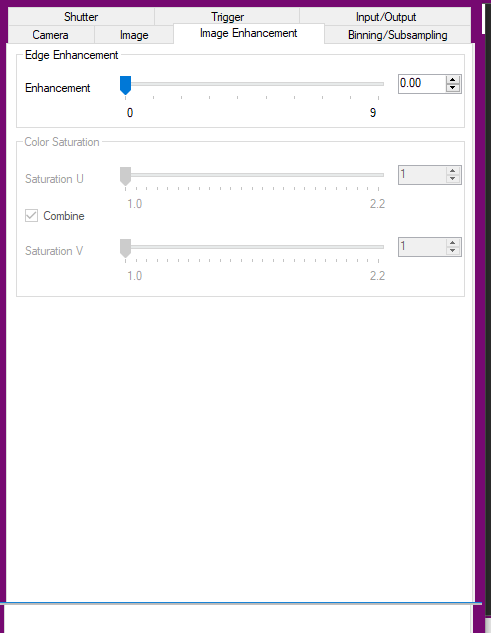 Shutter Trigger Input/Output
Camera Image Image Enhancement Binning/Subsampling
Edge Enhancement
Enhancement 0.00
0 9
Color Saturation
Saturation U 1
1.0 2.2
Combine
Saturation V 1
1.0 2.2